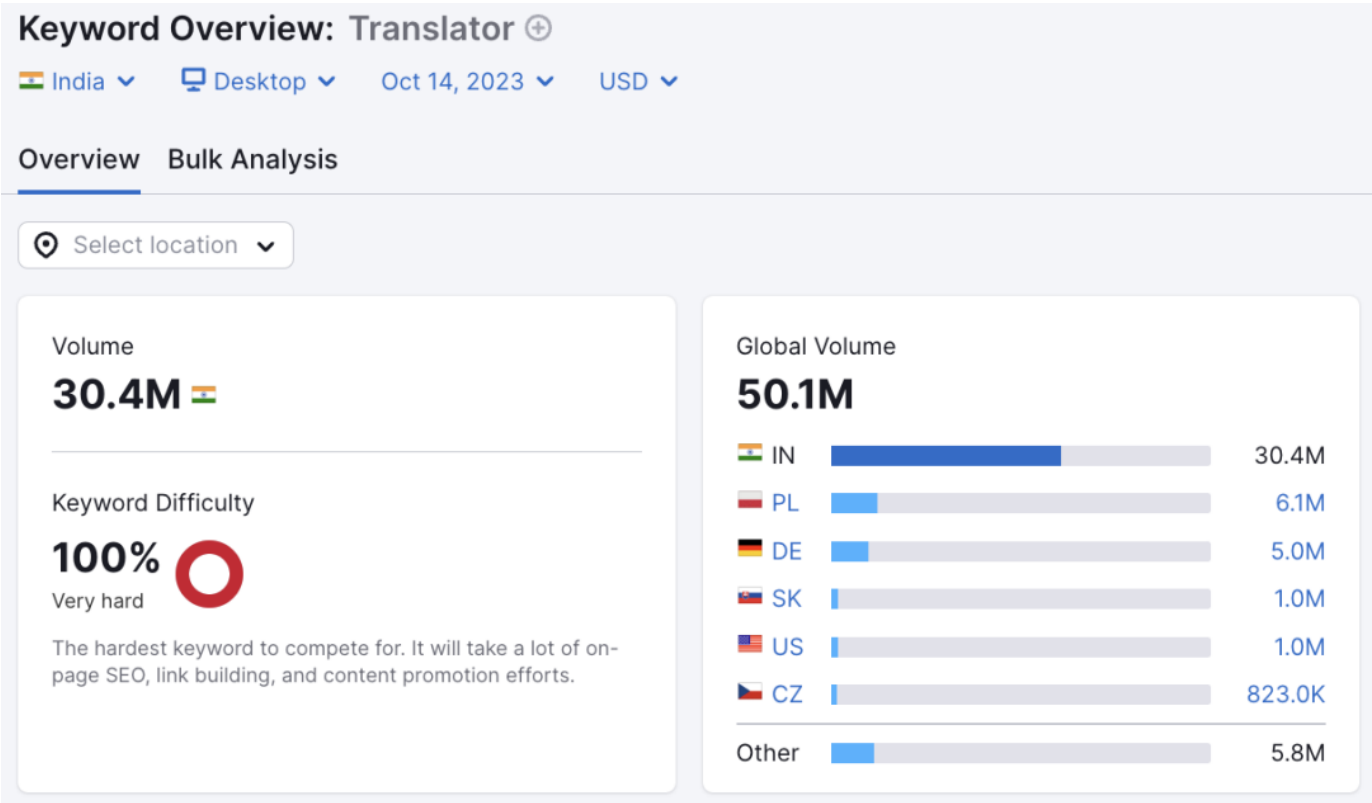 Keyword Overview: Translator
India Desktop Oct 14, 2023 USD
Overview Bulk Analysis
Select location
Volume
30.4M
Keyword Difficulty
100%
Very hard
The hardest keyword to compete for. It will take a lot of on-
page SEO, link building, and content promotion efforts.
Global Volume
50.1M
IN 30.4M
PL 6.1M
DE 5.0M
SK 1.0M
US 1.0M
CZ 823.0K
Other 5.8M